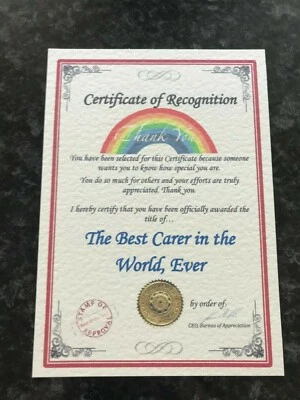 Certificate of Recognition
Thank You
You have been selected for this Certificate because someone
wants you to know how special you are.
You do so much for others and your efforts are truly
appreciated. Thank you.
I hereby certify that you have been officially awarded the
title of...
The Best Carer in the
World, Ever
by order of:
CEO, Bureau of Appreciation
STAMP OF
APPROVAL